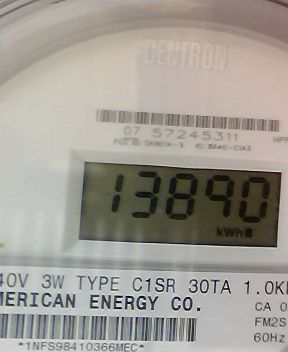 CENTRON®
07 57245311
13890
kWh
40V 3W TYPE C1SR 30TA 1.0K
MERICAN ENERGY CO.
CA 0
FM2S
60Hz
*1NFS98410366MEC*